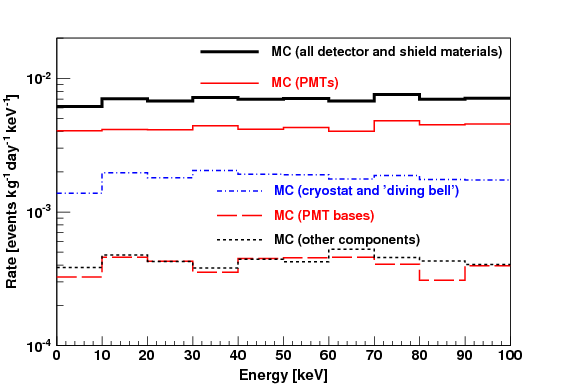 MC (all detector and shield materials)
MC (PMTs)
MC (cryostat and 'diving bell')
MC (PMT bases)
MC (other components)
Rate [events kg⁻¹ day⁻¹ keV⁻¹]
10⁻²
10⁻³
10⁻⁴
0 10 20 30 40 50 60 70 80 90 100
Energy [keV]